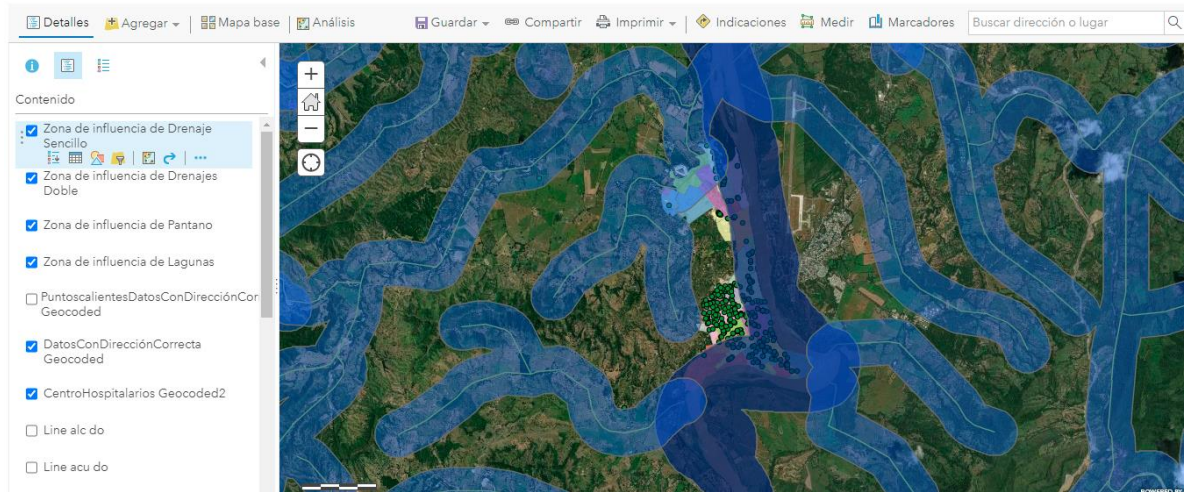 Detalles Agregar Mapa base Análisis Guardar Compartir Imprimir Indicaciones Medir Marcadores Buscar dirección o lugar
Contenido
Zona de influencia de Drenaje
Sencillo
Zona de influencia de Drenajes
Doble
Zona de influencia de Pantano
Zona de influencia de Lagunas
PuntoscalientesDatosConDirecciónCor
Geocoded
DatosConDirecciónCorrecta
Geocoded
CentroHospitalarios Geocoded2
Line alc do
Line acu do
POWERED BY